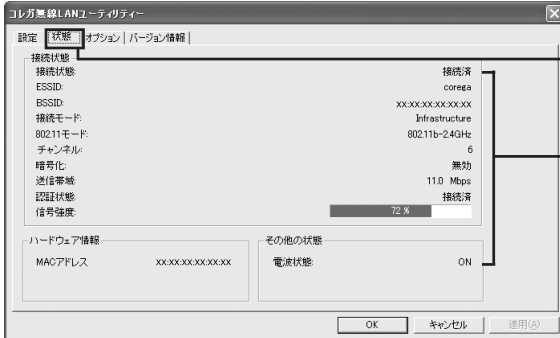 コレガ無線LANユーティリティー
設定 状態 オプション バージョン情報
接続状態
接続状態: 接続済
ESSID: corega
BSSID: xx:xx:xx:xx:xx:xx
接続モード: Infrastructure
802.11モード: 802.11b-2.4GHz
チャンネル: 6
暗号化: 無効
送信帯域: 11.0 Mbps
認証状態: 接続済
信号強度: 72 %
ハードウェア情報
MACアドレス xx:xx:xx:xx:xx:xx
その他の状態
電波状態: ON
OK キャンセル 適用(A)